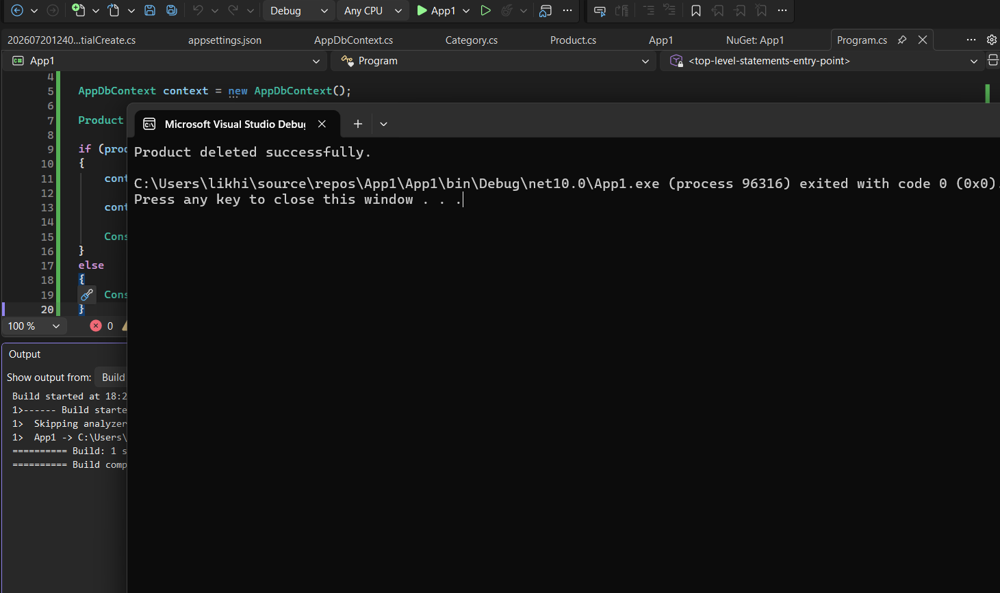 Debug Any CPU App1
202607201240...tialCreate.cs appsettings.json AppDbContext.cs Category.cs Product.cs App1 NuGet: App1 Program.cs
C# App1 Program <top-level-statements-entry-point>
4
5 AppDbContext context = new AppDbContext();
6
7 Product
8
9 if (prod
10 {
11 cont
12
13 cont
14
15 Cons
16 }
17 else
18 {
19 Cons
20 }
100 % 0
Output
Show output from: Build
Build started at 18:2
1>------ Build starte
1> Skipping analyzer
1> App1 -> C:\Users\
========== Build: 1 s
========== Build comp
Microsoft Visual Studio Debug
Product deleted successfully.
C:\Users\likhi\source\repos\App1\App1\bin\Debug\net10.0\App1.exe (process 96316) exited with code 0 (0x0).
Press any key to close this window . . .